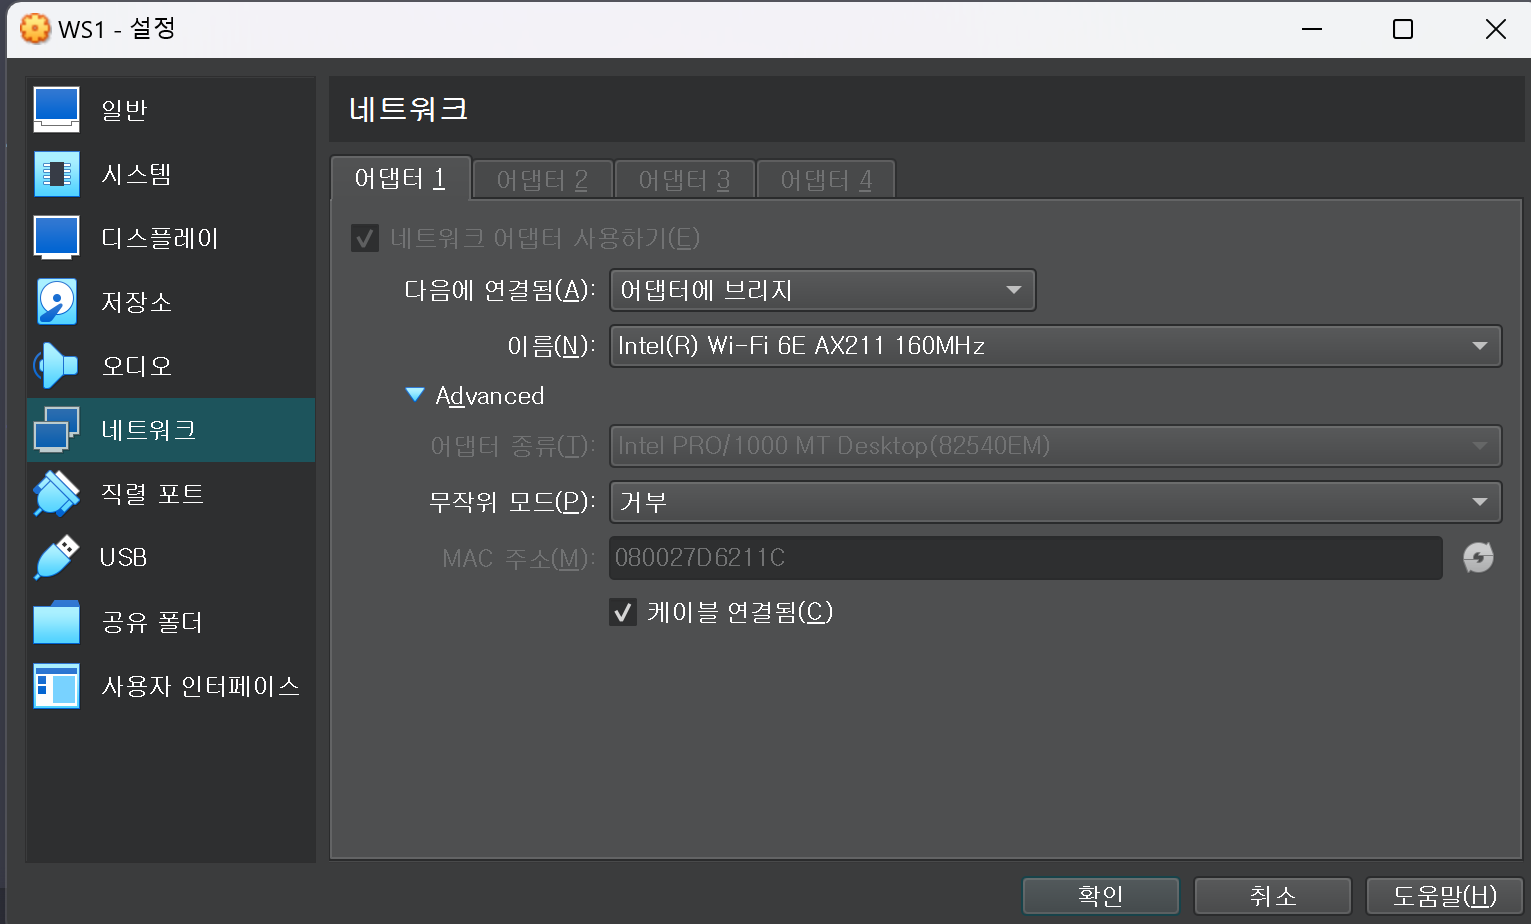 WS1 - 설정
일반
시스템
디스플레이
저장소
오디오
네트워크
직렬 포트
USB
공유 폴더
사용자 인터페이스
네트워크
어댑터 1 어댑터 2 어댑터 3 어댑터 4
네트워크 어댑터 사용하기(E)
다음에 연결됨(A): 어댑터에 브리지
이름(N): Intel(R) Wi-Fi 6E AX211 160MHz
Advanced
어댑터 종류(T): Intel PRO/1000 MT Desktop(82540EM)
무작위 모드(P): 거부
MAC 주소(M): 080027D6211C
케이블 연결됨(C)
확인 취소 도움말(H)